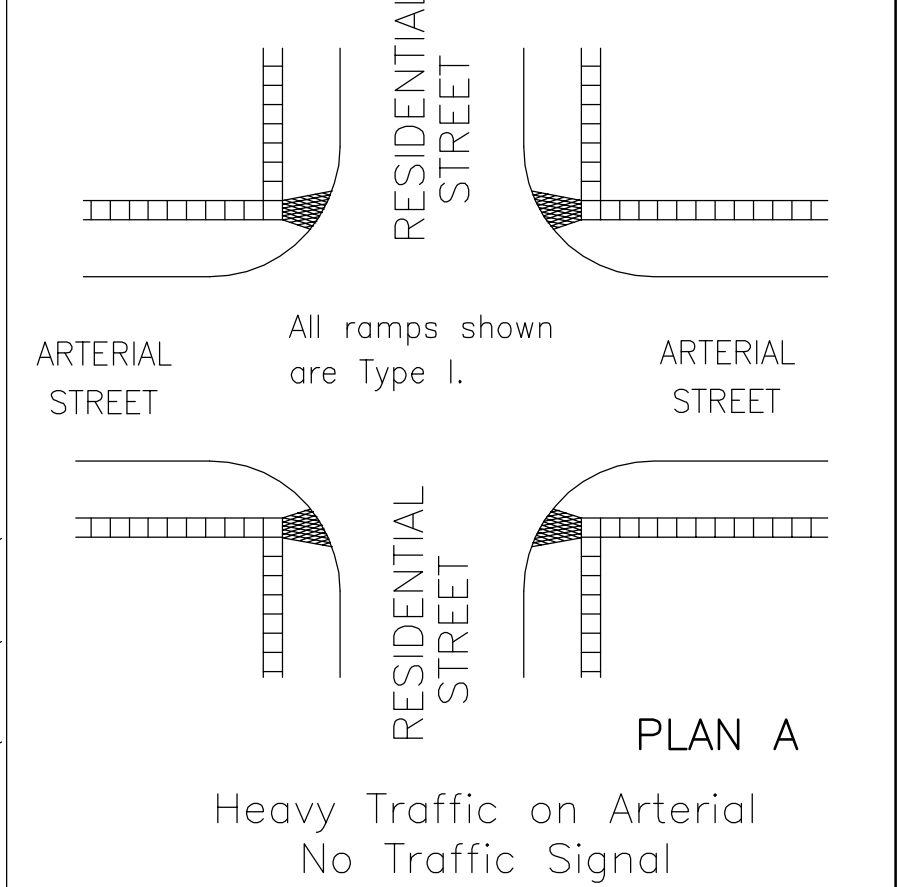 RESIDENTIAL
STREET
All ramps shown
are Type I.
ARTERIAL
STREET
ARTERIAL
STREET
RESIDENTIAL
STREET
PLAN A
Heavy Traffic on Arterial
No Traffic Signal